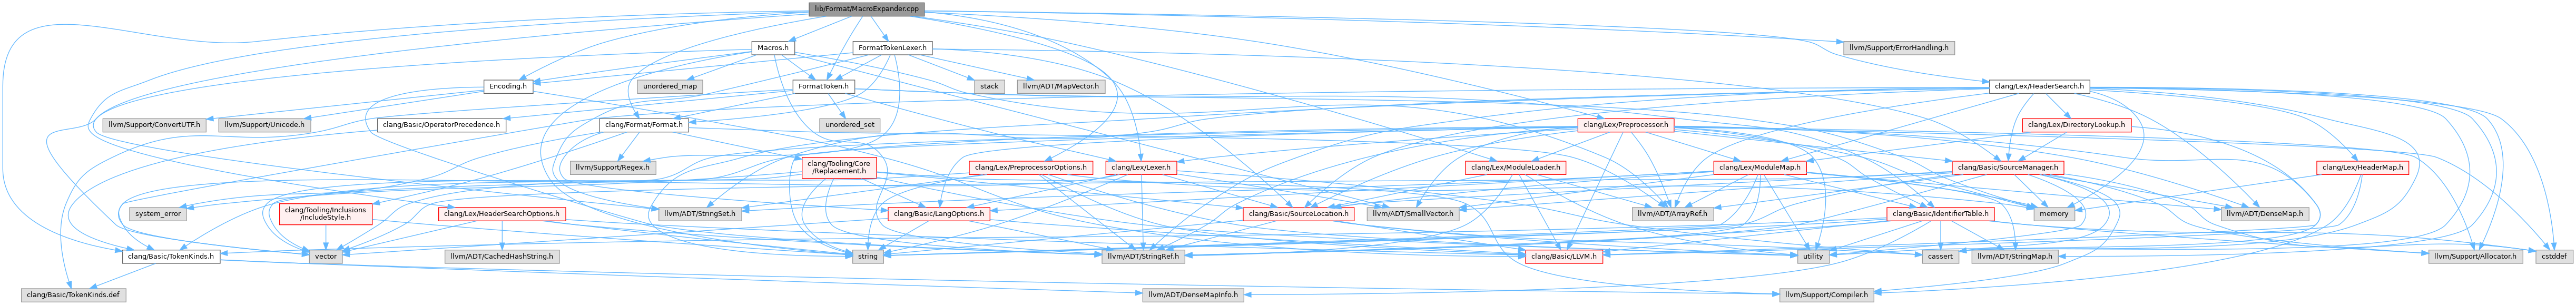 lib/Format/MacroExpander.cpp
Macros.h
FormatTokenLexer.h
llvm/Support/ErrorHandling.h
Encoding.h
unordered_map
FormatToken.h
stack
llvm/ADT/MapVector.h
clang/Lex/HeaderSearch.h
llvm/Support/ConvertUTF.h
llvm/Support/Unicode.h
clang/Basic/OperatorPrecedence.h
clang/Format/Format.h
unordered_set
clang/Lex/Preprocessor.h
clang/Lex/DirectoryLookup.h
llvm/Support/Regex.h
clang/Tooling/Core
/Replacement.h
clang/Lex/PreprocessorOptions.h
clang/Lex/Lexer.h
clang/Lex/ModuleLoader.h
clang/Lex/ModuleMap.h
clang/Basic/SourceManager.h
clang/Lex/HeaderMap.h
system_error
clang/Tooling/Inclusions
/IncludeStyle.h
clang/Lex/HeaderSearchOptions.h
llvm/ADT/StringSet.h
clang/Basic/LangOptions.h
clang/Basic/SourceLocation.h
llvm/ADT/SmallVector.h
llvm/ADT/ArrayRef.h
clang/Basic/IdentifierTable.h
memory
llvm/ADT/DenseMap.h
clang/Basic/TokenKinds.h
vector
llvm/ADT/CachedHashString.h
string
llvm/ADT/StringRef.h
clang/Basic/LLVM.h
utility
cassert
llvm/ADT/StringMap.h
llvm/Support/Allocator.h
cstddef
clang/Basic/TokenKinds.def
llvm/ADT/DenseMapInfo.h
llvm/Support/Compiler.h